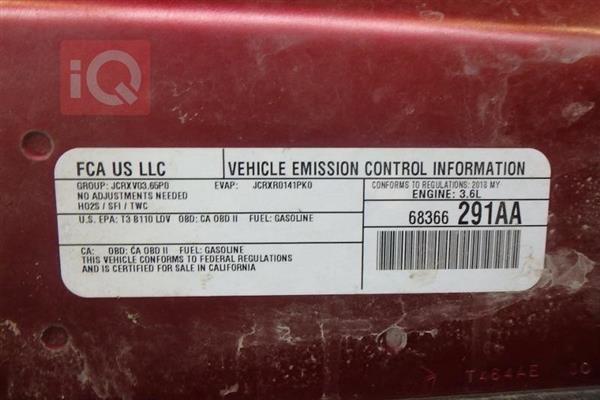 iQ
FCA US LLC
VEHICLE EMISSION CONTROL INFORMATION
GROUP: JCRXV03.65P0 EVAP: JCRXR0141PK0
NO ADJUSTMENTS NEEDED
HO2S / SFI / TWC
CONFORMS TO REGULATIONS: 2018 MY
ENGINE: 3.6L
U.S. EPA: T3 B110 LDV OBD: CA OBD II FUEL: GASOLINE
68366 291AA
CA: OBD: CA OBD II FUEL: GASOLINE
THIS VEHICLE CONFORMS TO FEDERAL REGULATIONS
AND IS CERTIFIED FOR SALE IN CALIFORNIA